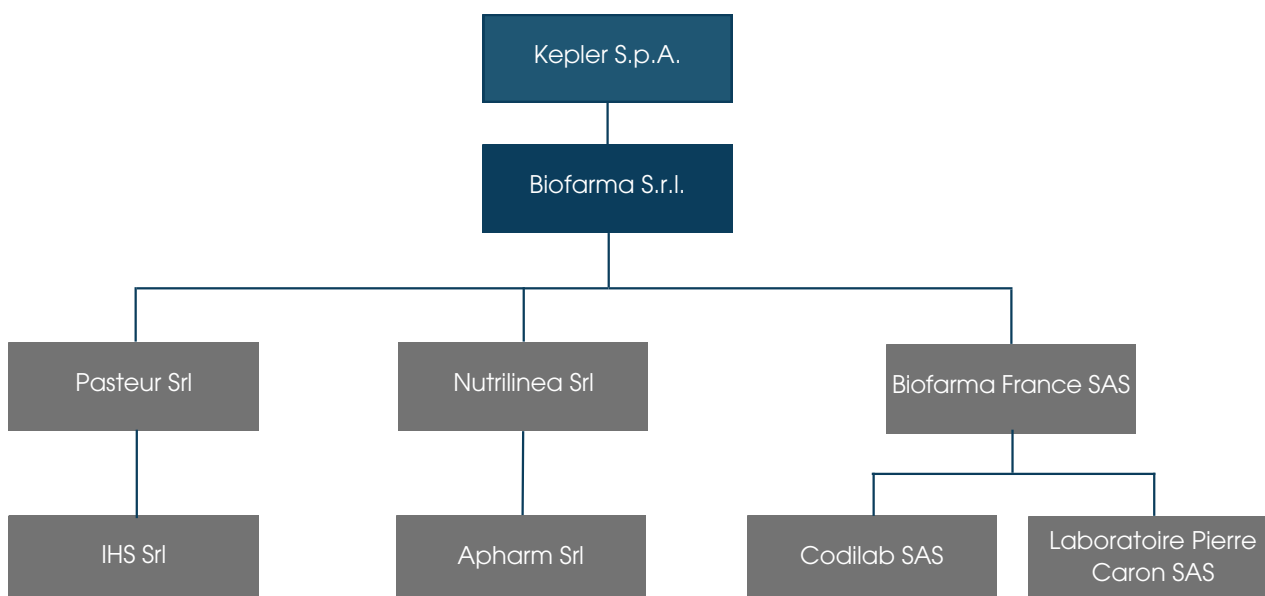 Kepler S.p.A.
Biofarma S.r.l.
Pasteur Srl
Nutrilinea Srl
Biofarma France SAS
IHS Srl
Apharm Srl
Codilab SAS
Laboratoire Pierre
Caron SAS